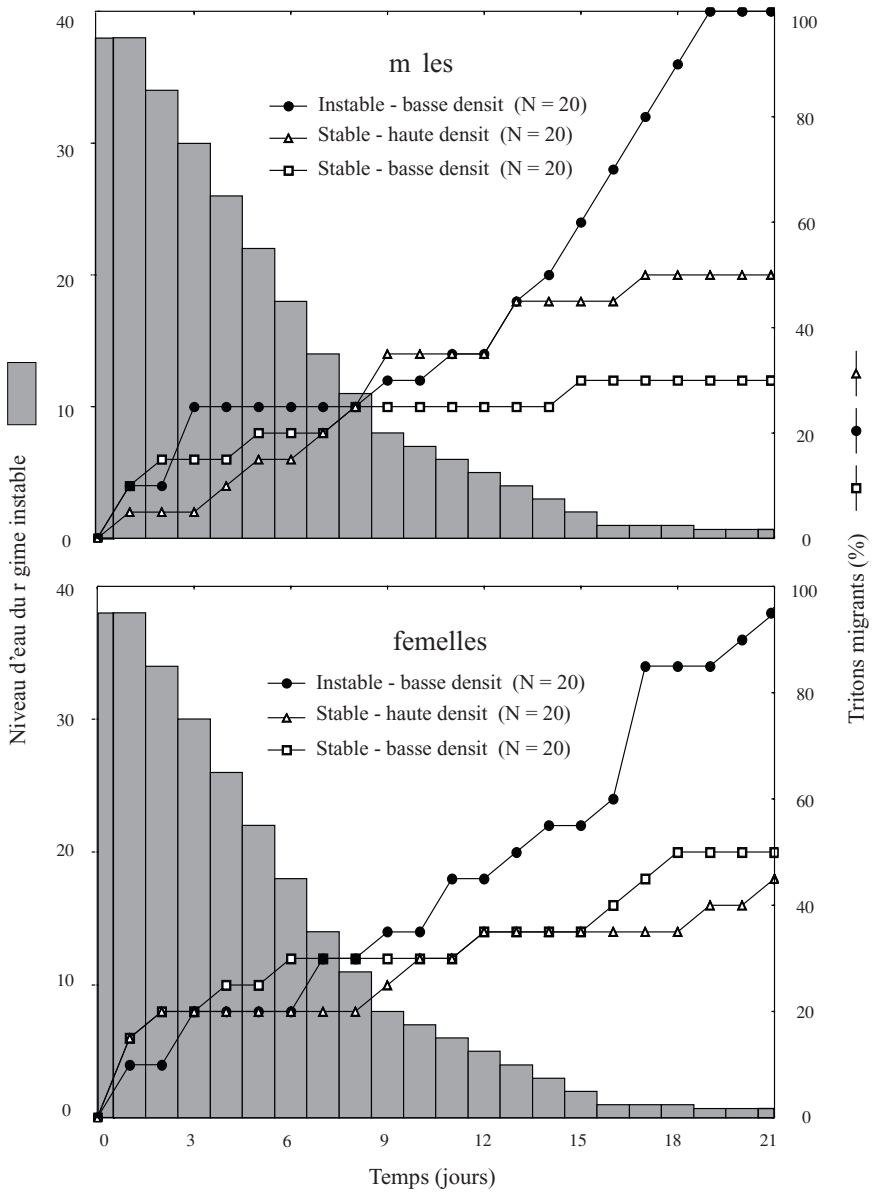 40
30
20
10
0
100
80
60
40
20
0
m les
Instable - basse densit (N = 20)
Stable - haute densit (N = 20)
Stable - basse densit (N = 20)
Niveau d'eau du r gime instable
Tritons migrants (%)
40
30
20
10
0
100
80
60
40
20
0
femelles
Instable - basse densit (N = 20)
Stable - haute densit (N = 20)
Stable - basse densit (N = 20)
0 3 6 9 12 15 18 21
Temps (jours)